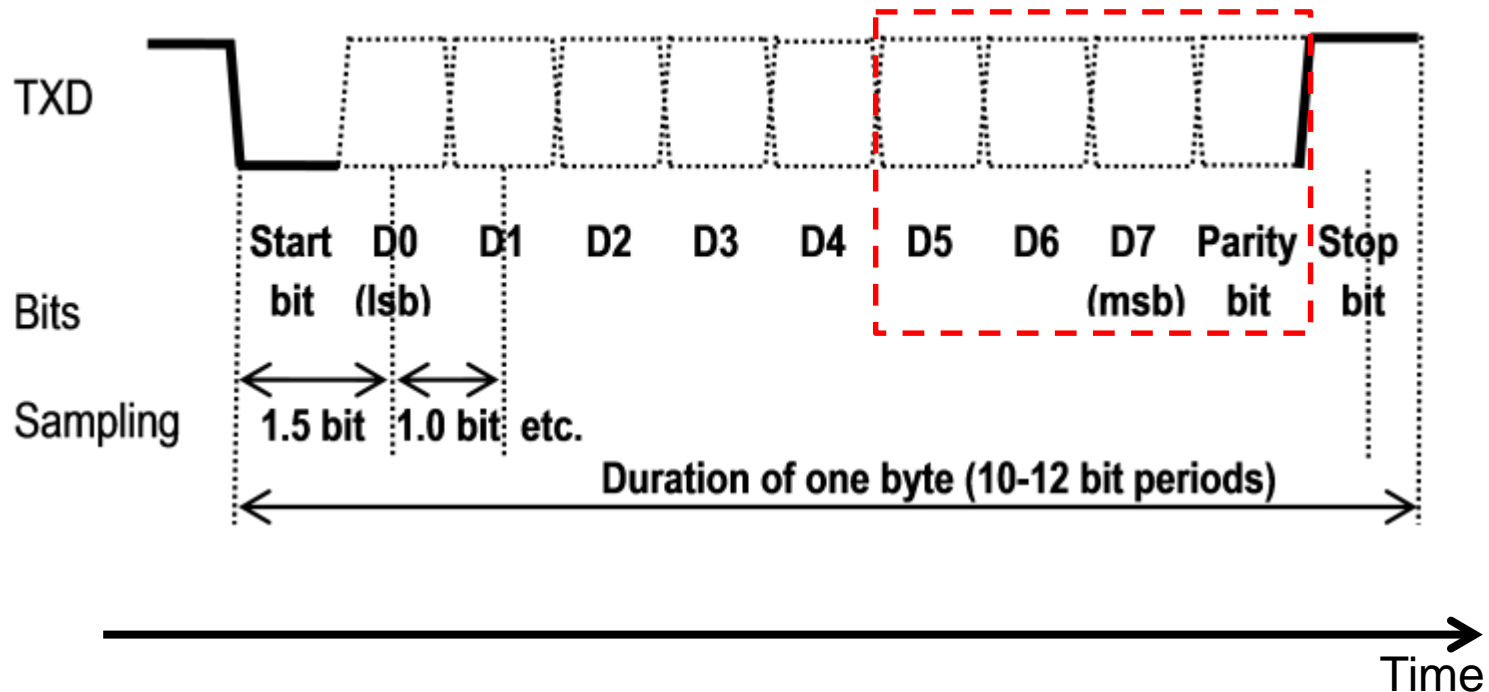 TXD
Start D0 D1 D2 D3 D4 D5 D6 D7 Parity Stop
bit (lsb) (msb) bit bit
Bits
Sampling
1.5 bit 1.0 bit etc.
Duration of one byte (10-12 bit periods)
Time